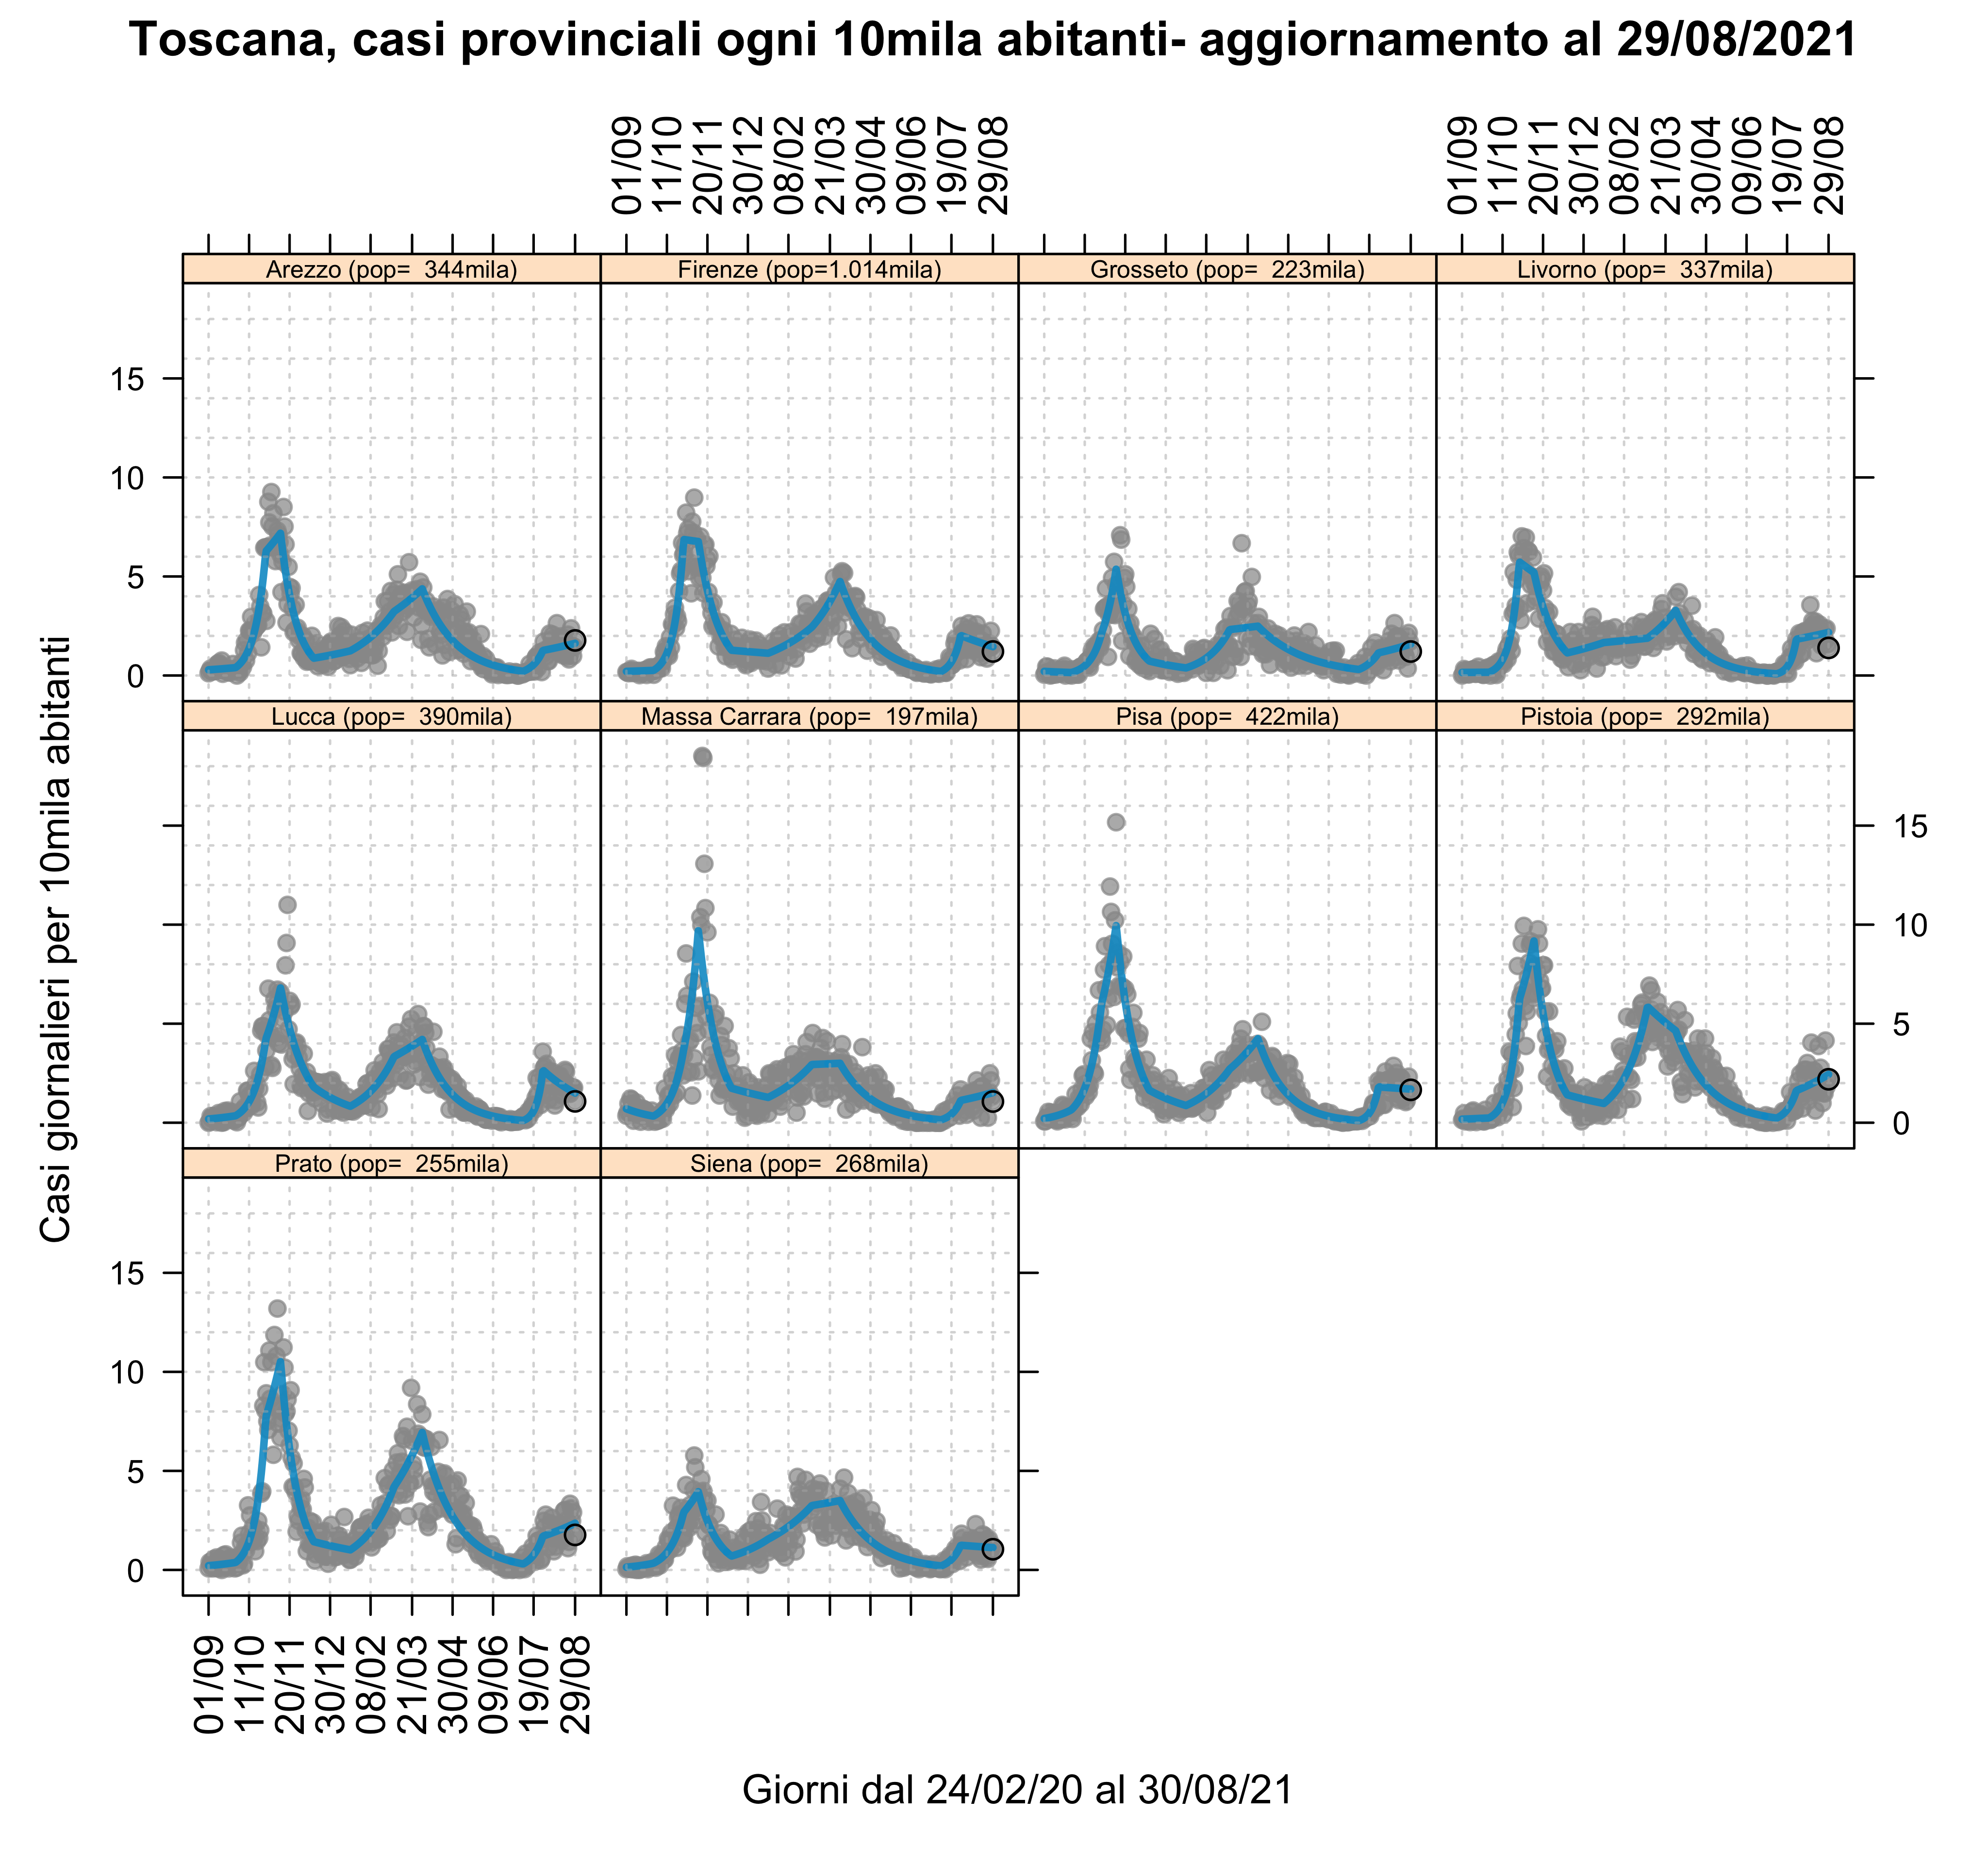 Toscana, casi provinciali ogni 10mila abitanti- aggiornamento al 29/08/2021
01/09 11/10 20/11 30/12 08/02 21/03 30/04 09/06 19/07 29/08
01/09 11/10 20/11 30/12 08/02 21/03 30/04 09/06 19/07 29/08
Arezzo (pop= 344mila)
Firenze (pop=1.014mila)
Grosseto (pop= 223mila)
Livorno (pop= 337mila)
15
10
5
0
Lucca (pop= 390mila)
Massa Carrara (pop= 197mila)
Pisa (pop= 422mila)
Pistoia (pop= 292mila)
15
10
5
0
Casi giornalieri per 10mila abitanti
Prato (pop= 255mila)
Siena (pop= 268mila)
15
10
5
0
01/09 11/10 20/11 30/12 08/02 21/03 30/04 09/06 19/07 29/08
Giorni dal 24/02/20 al 30/08/21